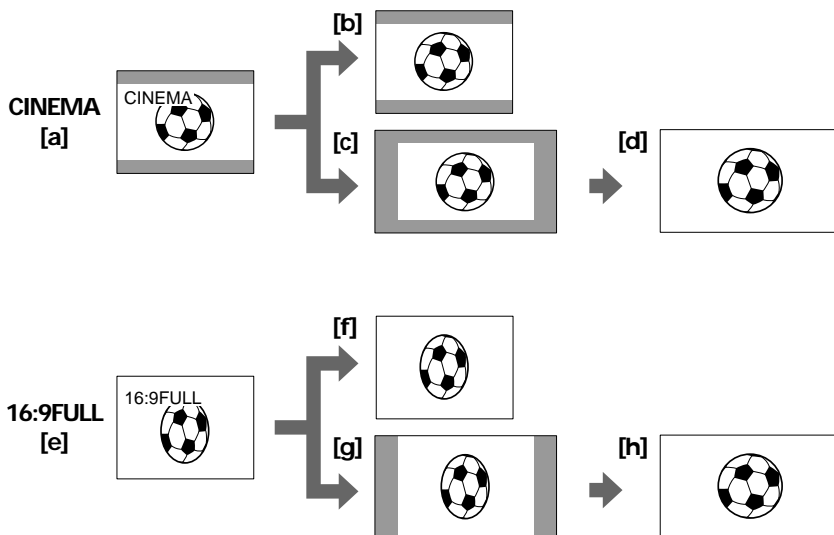 [b]
CINEMA
CINEMA
[a]
[c]
[d]
[f]
16:9FULL
16:9FULL
[e]
[g]
[h]